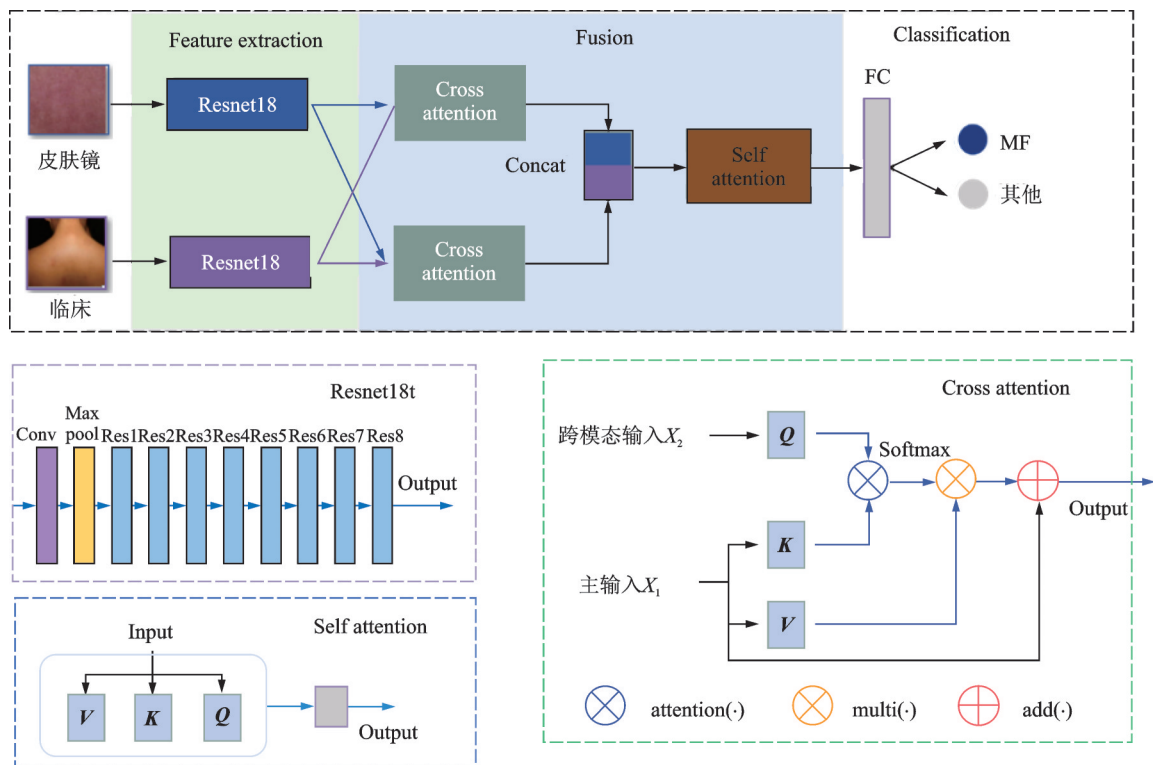 Feature extraction
Fusion
Classification
Resnet18
Cross
attention
FC
皮肤镜
Concat
Self
attention
MF
其他
Resnet18
Cross
attention
临床
Resnet18t
Conv
Max
pool
Res1
Res2
Res3
Res4
Res5
Res6
Res7
Res8
Output
Self attention
Input
V
K
Q
Output
Cross attention
跨模态输入X₂
Q
Softmax
K
Output
主输入X₁
V
attention(·)
multi(·)
add(·)